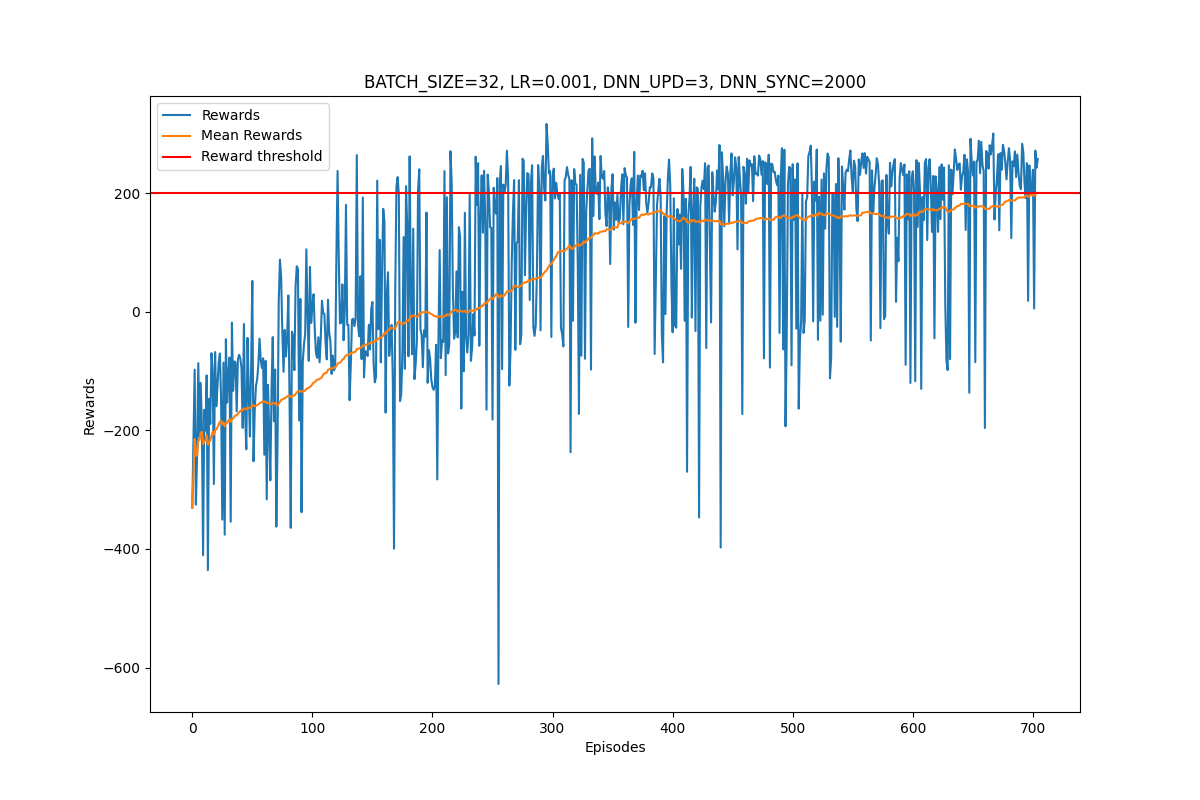 BATCH_SIZE=32, LR=0.001, DNN_UPD=3, DNN_SYNC=2000
Rewards
Mean Rewards
Reward threshold
200
0
−200
−400
−600
Rewards
0 100 200 300 400 500 600 700
Episodes